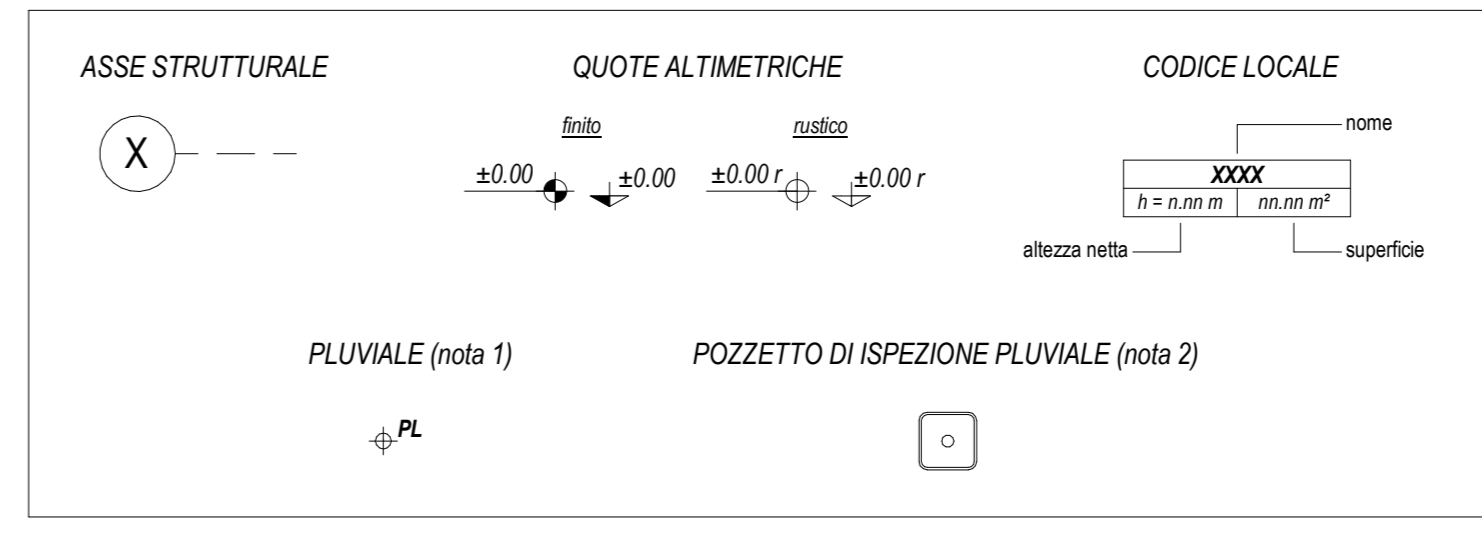 ASSE STRUTTURALE
X
QUOTE ALTIMETRICHE
finito
rustico
±0.00
±0.00
±0.00 r
±0.00 r
CODICE LOCALE
nome
XXXX
h = n.nn m
nn.nn m²
altezza netta
superficie
PLUVIALE (nota 1)
PL
POZZETTO DI ISPEZIONE PLUVIALE (nota 2)